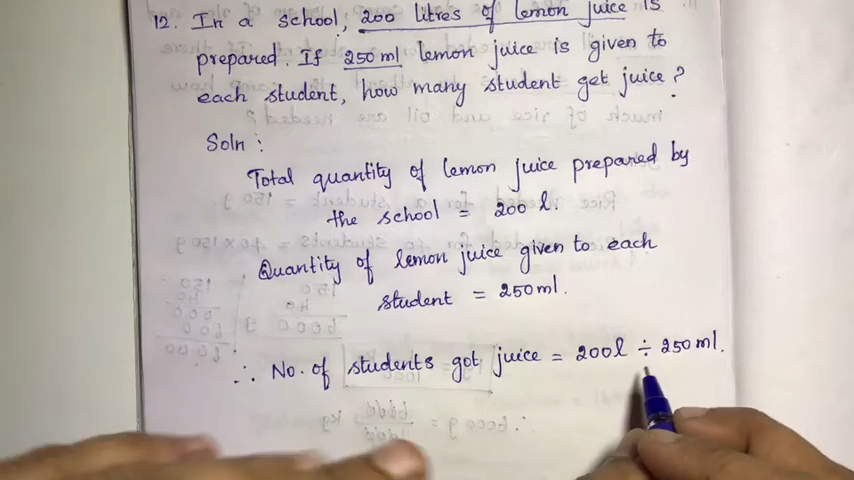 12. In a school, 200 litres of lemon juice is
prepared. If 250 ml lemon juice is given to
each student, how many student get juice?
Soln:
Total quantity of lemon juice prepared by
the school = 200 l.
Quantity of lemon juice given to each
student = 250 ml.
∴ No. of students got juice = 200l ÷ 250 ml.